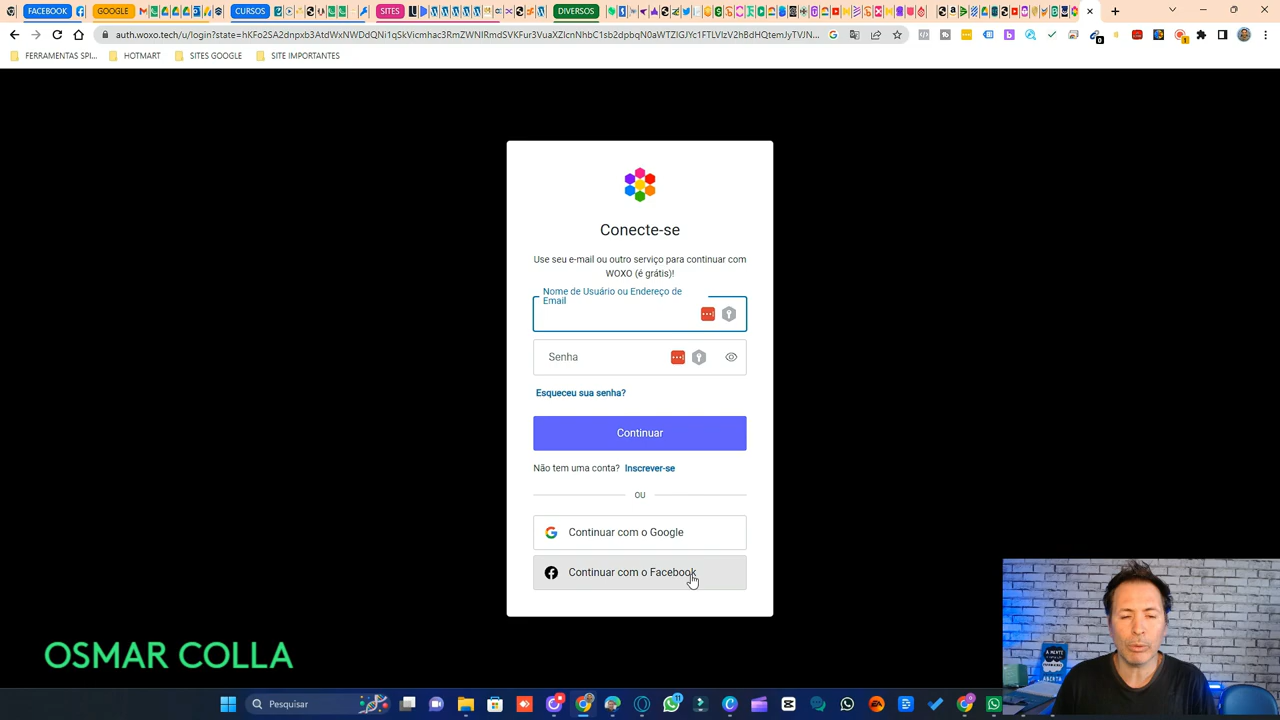 FACEBOOK
GOOGLE
CURSOS
SITES
DIVERSOS
FERRAMENTAS SPI...
HOTMART
SITES GOOGLE
SITE IMPORTANTES
Conecte-se
Use seu e-mail ou outro serviço para continuar com
WOXO (é grátis)!
Nome de Usuário ou Endereço de
Email
Senha
Esqueceu sua senha?
Continuar
Não tem uma conta? Inscrever-se
OU
Continuar com o Google
Continuar com o Facebook
A MENTE
ABERTA
OSMAR COLLA
Pesquisar